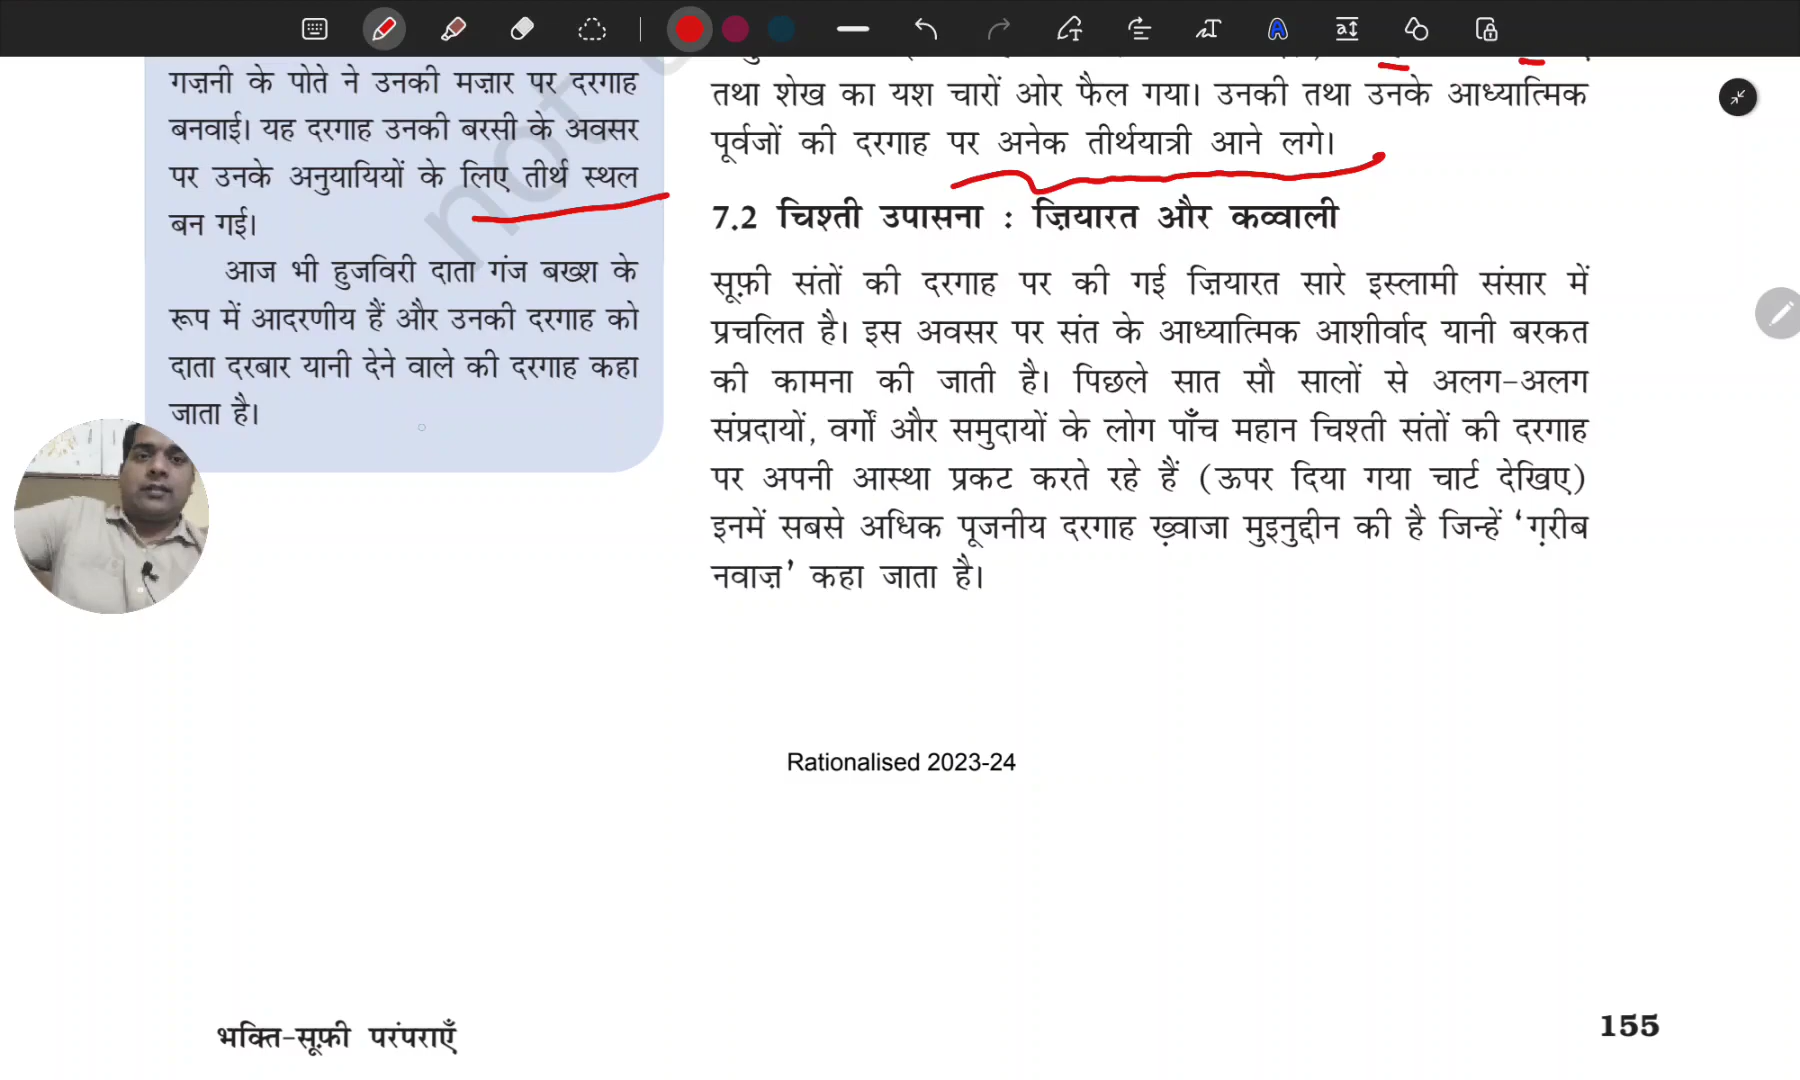 गज़नी के पोते ने उनकी मज़ार पर दरगाह
बनवाई। यह दरगाह उनकी बरसी के अवसर
पर उनके अनुयायियों के लिए तीर्थ स्थल
बन गई।
आज भी हुजविरी दाता गंज बख्श के
रूप में आदरणीय हैं और उनकी दरगाह को
दाता दरबार यानी देने वाले की दरगाह कहा
जाता है।
not
तथा शेख का यश चारों ओर फैल गया। उनकी तथा उनके आध्यात्मिक
पूर्वजों की दरगाह पर अनेक तीर्थयात्री आने लगे।
7.2 चिश्ती उपासना : ज़ियारत और कव्वाली
सूफ़ी संतों की दरगाह पर की गई ज़ियारत सारे इस्लामी संसार में
प्रचलित है। इस अवसर पर संत के आध्यात्मिक आशीर्वाद यानी बरकत
की कामना की जाती है। पिछले सात सौ सालों से अलग-अलग
संप्रदायों, वर्गों और समुदायों के लोग पाँच महान चिश्ती संतों की दरगाह
पर अपनी आस्था प्रकट करते रहे हैं (ऊपर दिया गया चार्ट देखिए)
इनमें सबसे अधिक पूजनीय दरगाह ख़्वाजा मुइनुद्दीन की है जिन्हें ‘ग़रीब
नवाज़’ कहा जाता है।
Rationalised 2023-24
भक्ति-सूफ़ी परंपराएँ
155